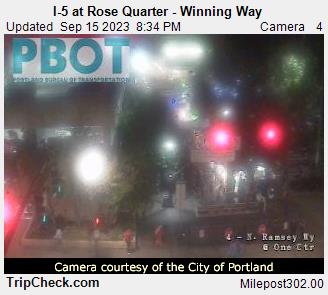 I-5 at Rose Quarter - Winning Way
Updated Sep 15 2023 8:34 PM Camera 4
PBOT
PORTLAND BUREAU OF TRANSPORTATION
4 - N. Ramsey Wy
@ One Ctr
Camera courtesy of the City of Portland
TripCheck.com Milepost302.00